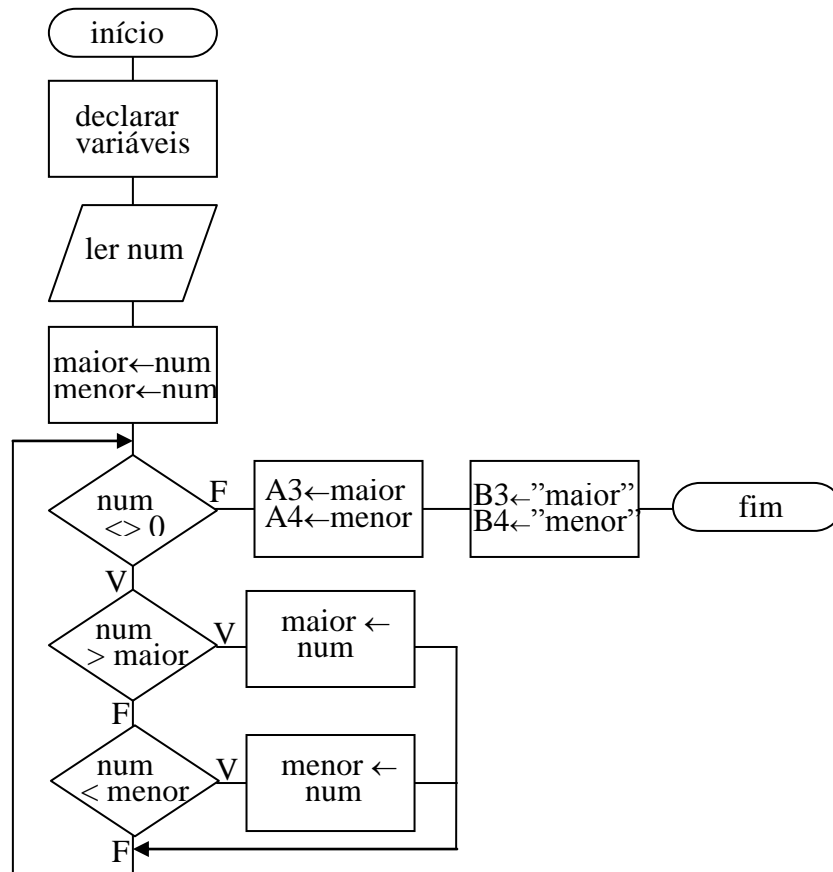 início
declarar
variáveis
ler num
maior←num
menor←num
num
<> 0
F
A3←maior
A4←menor
B3←”maior”
B4←”menor”
fim
V
num
> maior
V
maior ←
num
F
num
< menor
V
menor ←
num
F